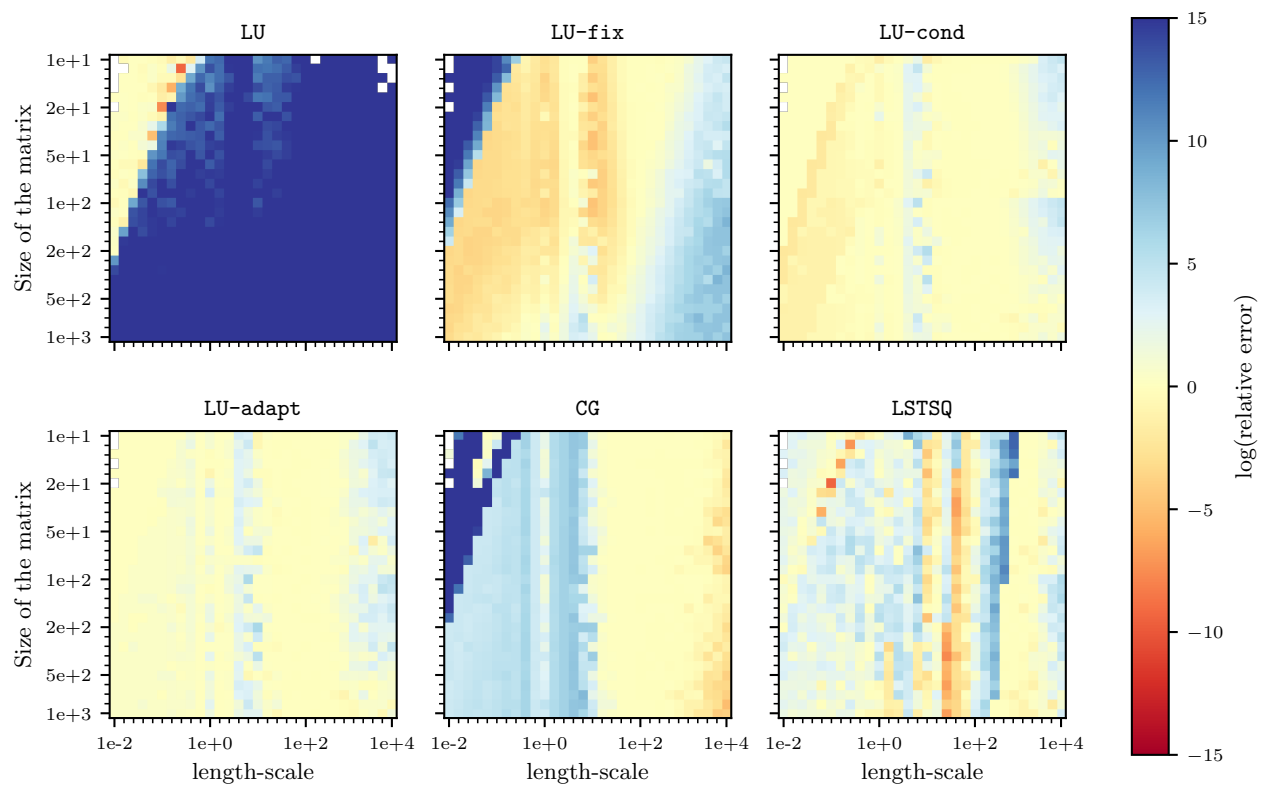 LU LU-fix LU-cond
15
1e+1
2e+1
10
5e+1
1e+2
5
2e+2
5e+2
1e+3
Size of the matrix
0
log(relative error)
LU-adapt CG LSTSQ
1e+1
2e+1
−5
5e+1
1e+2
−10
2e+2
5e+2
1e+3
Size of the matrix
−15
1e-2 1e+0 1e+2 1e+4 1e-2 1e+0 1e+2 1e+4 1e-2 1e+0 1e+2 1e+4
length-scale length-scale length-scale